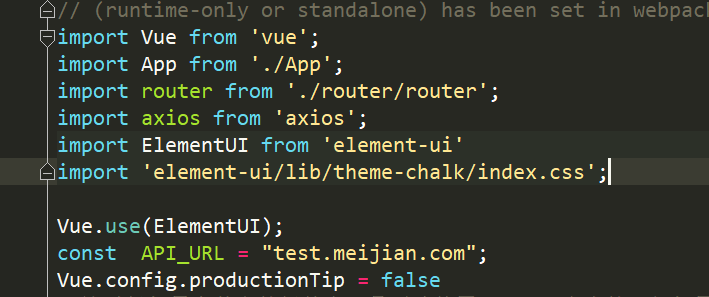 // (runtime-only or standalone) has been set in webpack
import Vue from 'vue';
import App from './App';
import router from './router/router';
import axios from 'axios';
import ElementUI from 'element-ui'
import 'element-ui/lib/theme-chalk/index.css';
Vue.use(ElementUI);
const  API_URL = "test.meijian.com";
Vue.config.productionTip = false